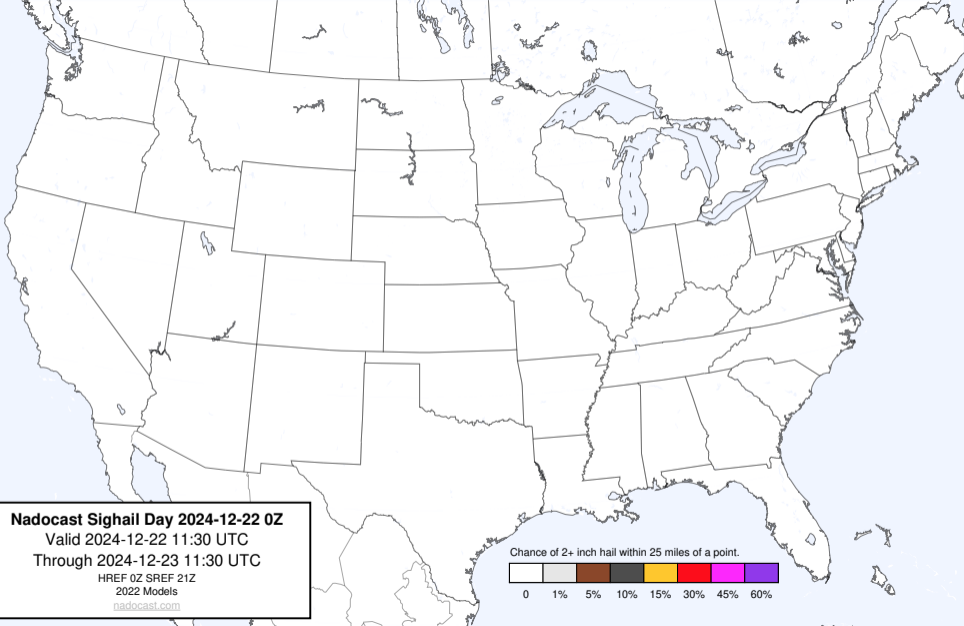 Nadocast Sighail Day 2024-12-22 0Z
Valid 2024-12-22 11:30 UTC
Through 2024-12-23 11:30 UTC
HREF 0Z SREF 21Z
2022 Models
nadocast.com
Chance of 2+ inch hail within 25 miles of a point.
0 1% 5% 10% 15% 30% 45% 60%